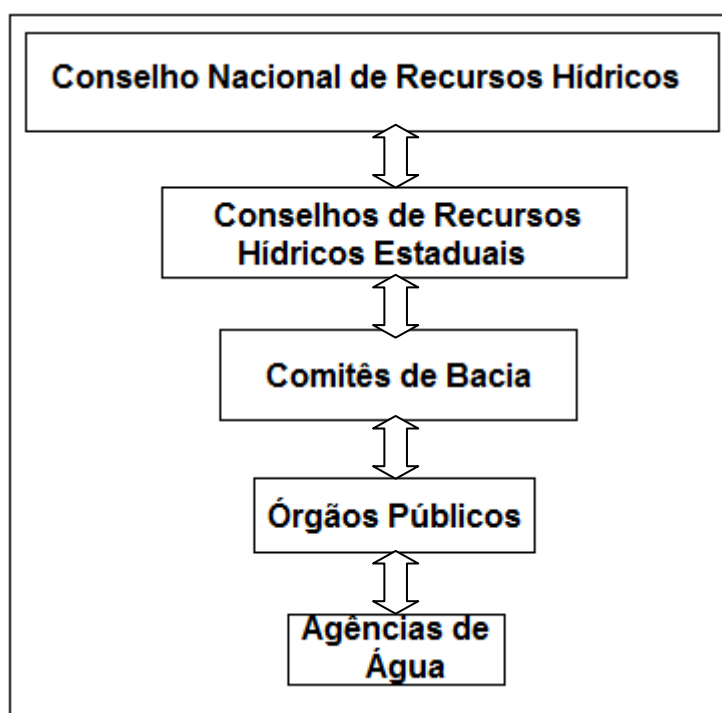 Conselho Nacional de Recursos Hídricos
Conselhos de Recursos
Hídricos Estaduais
Comitês de Bacia
Órgãos Públicos
Agências de
Água